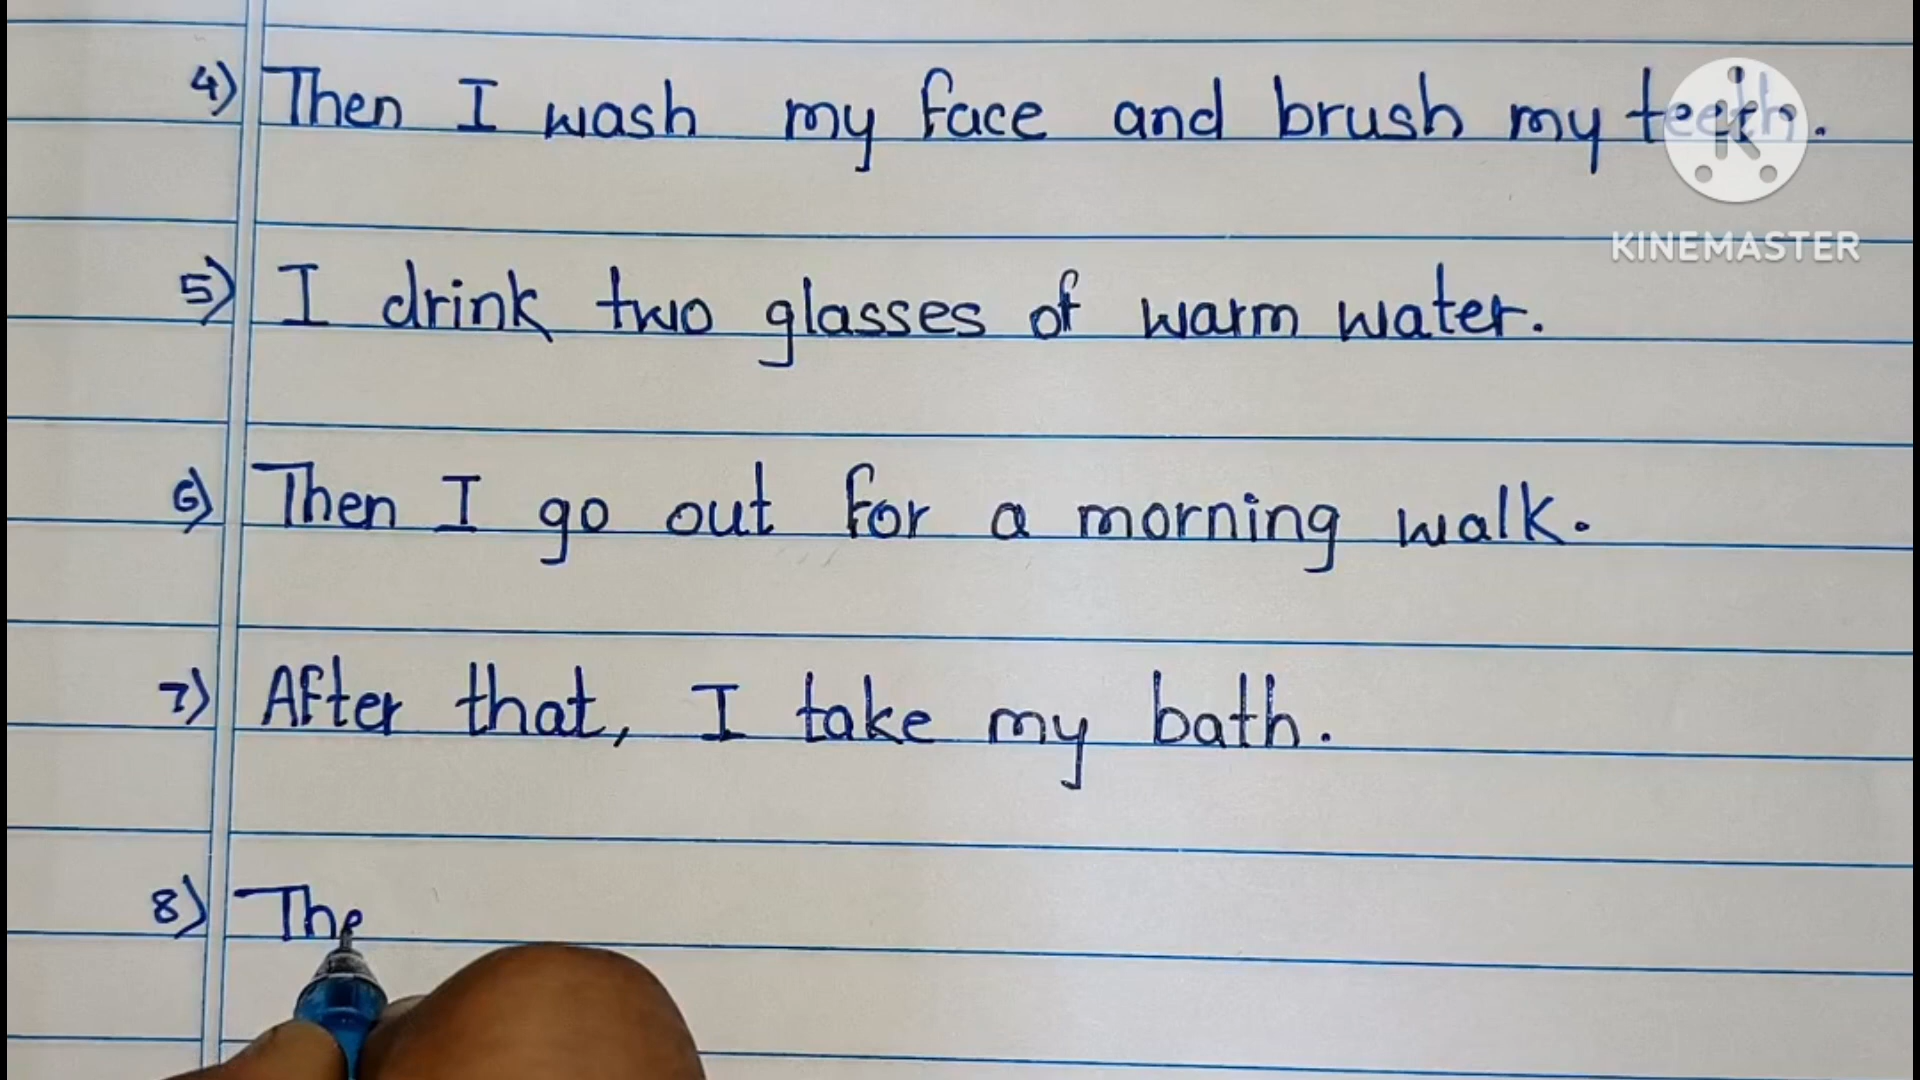 4) Then I wash my face and brush my teeth.
KINEMASTER
5) I drink two glasses of warm water.
6) Then I go out for a morning walk.
7) After that, I take my bath.
8) The